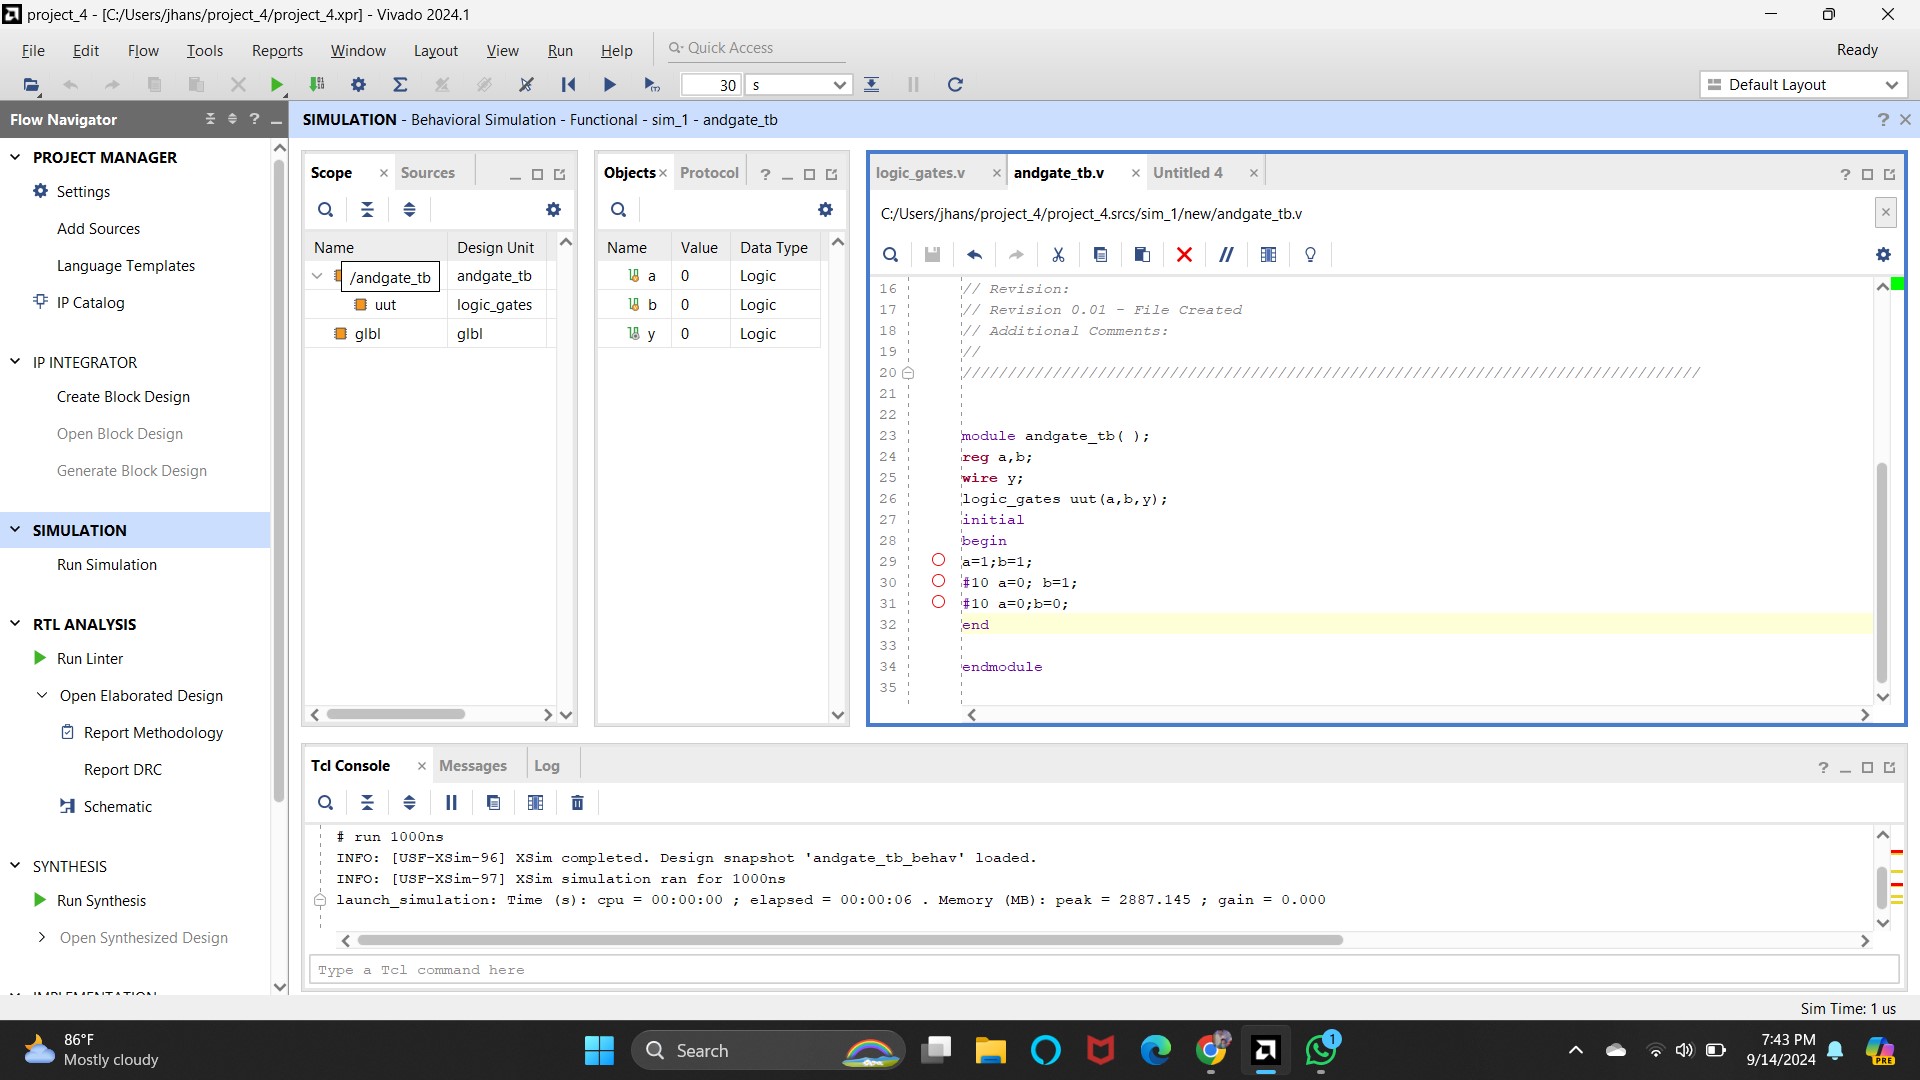 project_4 - [C:/Users/jhans/project_4/project_4.xpr] - Vivado 2024.1
File Edit Flow Tools Reports Window Layout View Run Help Quick Access Ready
30 s Default Layout
Flow Navigator
PROJECT MANAGER
Settings
Add Sources
Language Templates
IP Catalog
IP INTEGRATOR
Create Block Design
Open Block Design
Generate Block Design
SIMULATION
Run Simulation
RTL ANALYSIS
Run Linter
Open Elaborated Design
Report Methodology
Report DRC
Schematic
SYNTHESIS
Run Synthesis
Open Synthesized Design
SIMULATION - Behavioral Simulation - Functional - sim_1 - andgate_tb
Scope Sources
Name Design Unit
/andgate_tb andgate_tb
uut logic_gates
glbl glbl
Objects Protocol
Name Value Data Type
a 0 Logic
b 0 Logic
y 0 Logic
logic_gates.v andgate_tb.v Untitled 4
C:/Users/jhans/project_4/project_4.srcs/sim_1/new/andgate_tb.v
16 // Revision:
17 // Revision 0.01 - File Created
18 // Additional Comments:
19 //
20 //////////////////////////////////////////////////////////////////////////////////
21
22
23 module andgate_tb( );
24 reg a,b;
25 wire y;
26 logic_gates uut(a,b,y);
27 initial
28 begin
29 a=1;b=1;
30 #10 a=0; b=1;
31 #10 a=0;b=0;
32 end
33
34 endmodule
35
Tcl Console Messages Log
# run 1000ns
INFO: [USF-XSim-96] XSim completed. Design snapshot 'andgate_tb_behav' loaded.
INFO: [USF-XSim-97] XSim simulation ran for 1000ns
launch_simulation: Time (s): cpu = 00:00:00 ; elapsed = 00:00:06 . Memory (MB): peak = 2887.145 ; gain = 0.000
Type a Tcl command here
Sim Time: 1 us
86°F
Mostly cloudy
Search
1
7:43 PM
9/14/2024
PRE